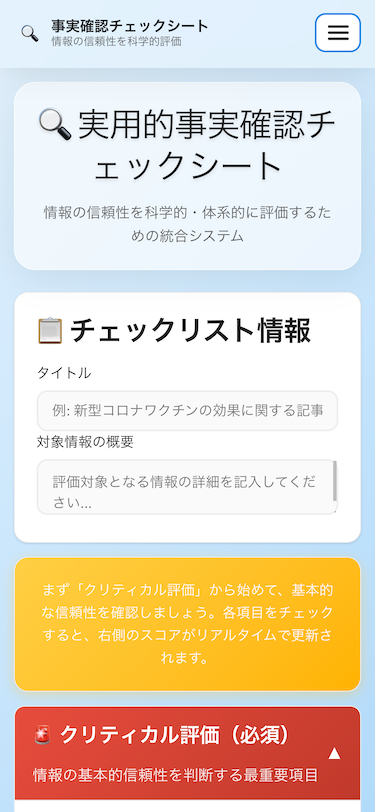 事実確認チェックシート
情報の信頼性を科学的評価
実用的事実確認チ
ェックシート
情報の信頼性を科学的・体系的に評価するた
めの統合システム
チェックリスト情報
タイトル
例: 新型コロナワクチンの効果に関する記事
対象情報の概要
評価対象となる情報の詳細を記入してくだ
さい...
まず「クリティカル評価」から始めて、基本的
な信頼性を確認しましょう。各項目をチェック
すると、右側のスコアがリアルタイムで更新さ
れます。
クリティカル評価（必須）
▲
情報の基本的信頼性を判断する最重要項目